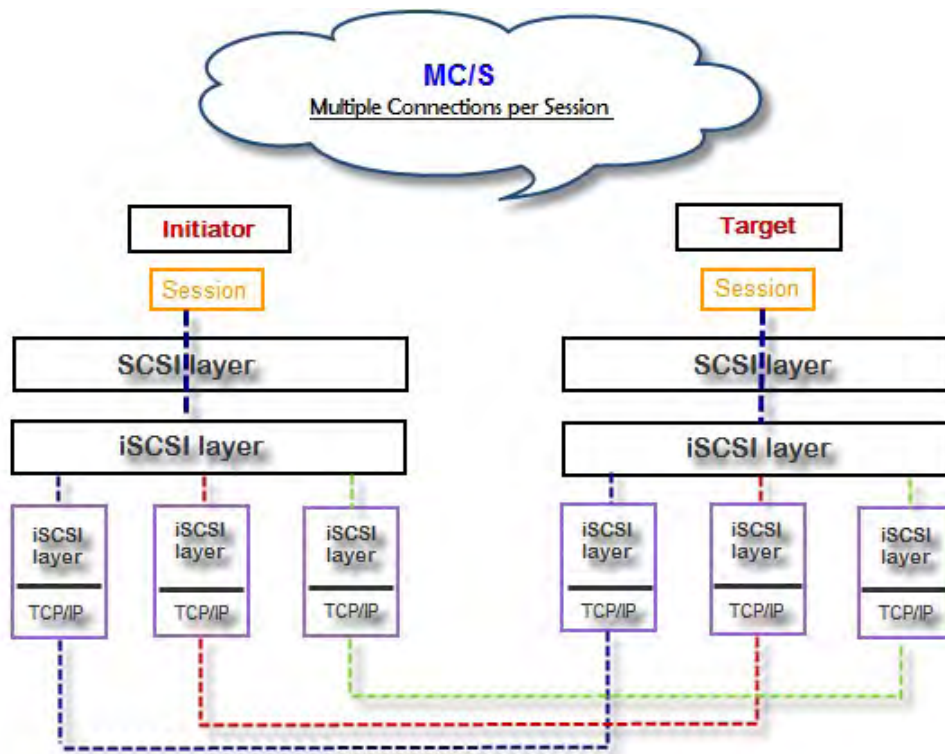 MC/S
Multiple Connections per Session
Initiator
Target
Session
Session
SCSI layer
SCSI layer
iSCSI layer
iSCSI layer
iSCSI
layer
TCP/IP
iSCSI
layer
TCP/IP
iSCSI
layer
TCP/IP
iSCSI
layer
TCP/IP
iSCSI
layer
TCP/IP
iSCSI
layer
TCP/IP